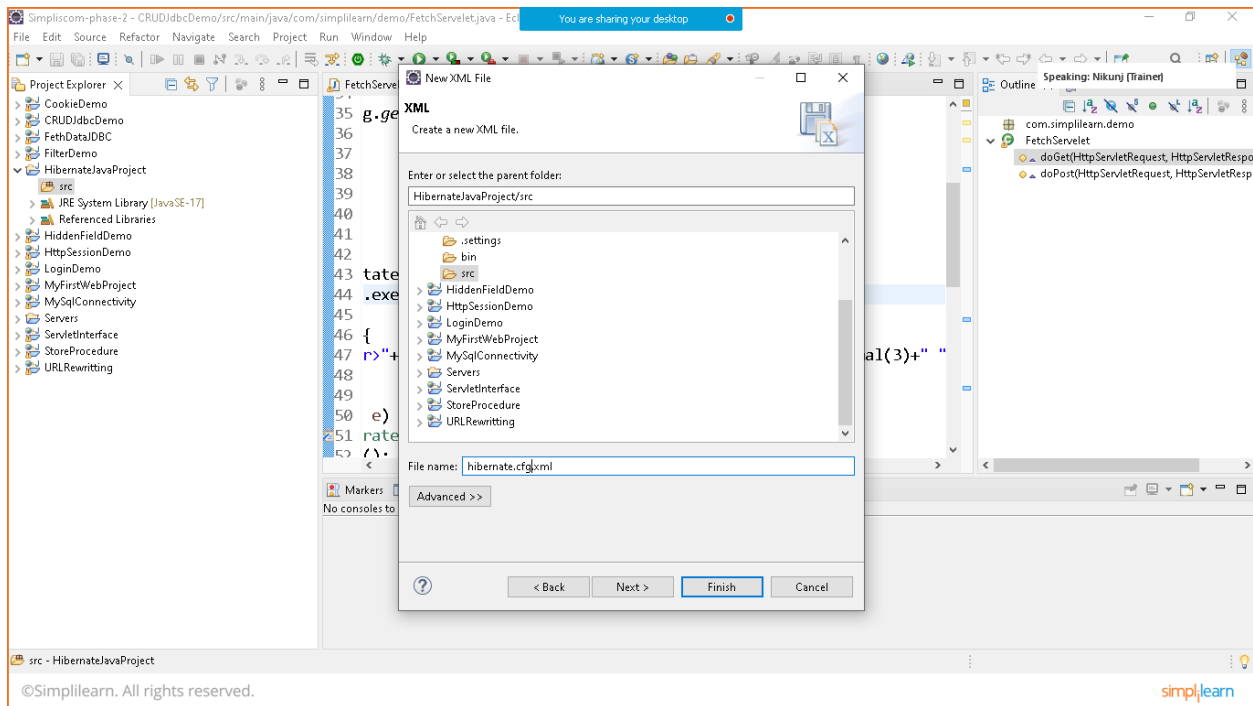 Simpliscom-phase-2 - CRUDJdbcDemo/src/main/java/com/simplilearn/demo/FetchServelet.java - Ecl
You are sharing your desktop
File Edit Source Refactor Navigate Search Project Run Window Help
Speaking: Nikunj (Trainer)
Project Explorer
CookieDemo
CRUDJdbcDemo
FethDataJDBC
FilterDemo
HibernateJavaProject
src
JRE System Library [JavaSE-17]
Referenced Libraries
HiddenFieldDemo
HttpSessionDemo
LoginDemo
MyFirstWebProject
MySqlConnectivity
Servers
ServletInterface
StoreProcedure
URLRewritting
FetchServel
35 g.ge
36
37
38
39
40
41
42
43 tate
44 .exe
45
46 {
47 r>"+ al(3)+" "
48
49
50 e)
51 rate
52 ();
New XML File
XML
Create a new XML file.
Enter or select the parent folder:
HibernateJavaProject/src
.settings
bin
src
HiddenFieldDemo
HttpSessionDemo
LoginDemo
MyFirstWebProject
MySqlConnectivity
Servers
ServletInterface
StoreProcedure
URLRewritting
File name: hibernate.cfg.xml
Advanced >>
< Back Next > Finish Cancel
Outline
com.simplilearn.demo
FetchServelet
doGet(HttpServletRequest, HttpServletRespo
doPost(HttpServletRequest, HttpServletResp
Markers
No consoles to
src - HibernateJavaProject
©Simplilearn. All rights reserved.
simplilearn